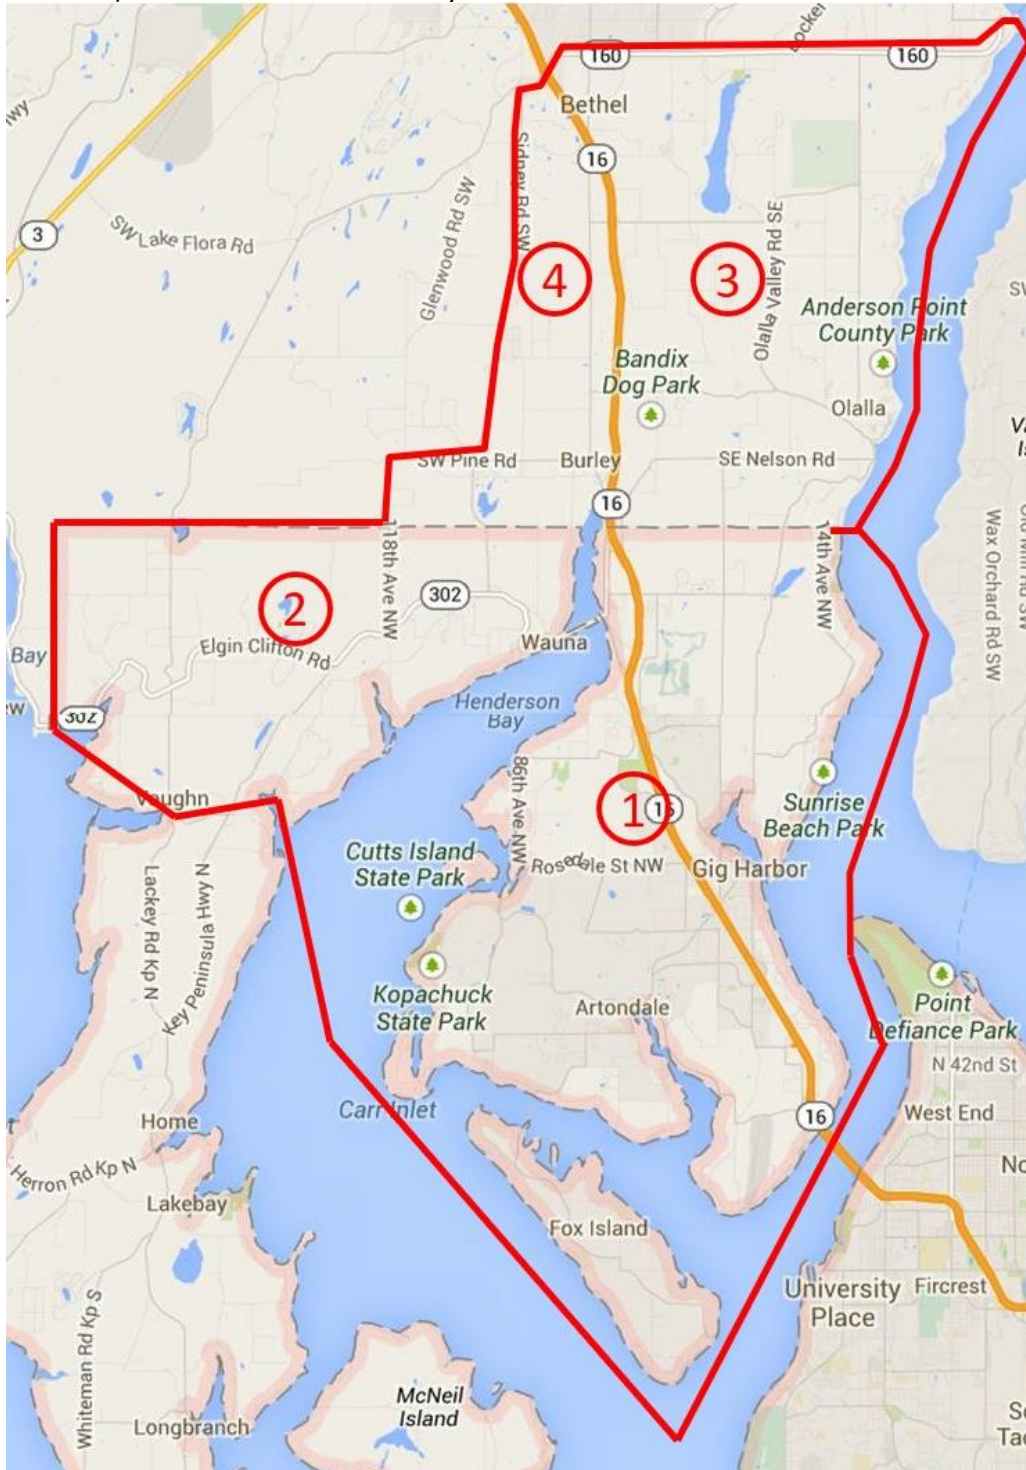 160
160
Locker
Bethel
16
Sidney Rd SW
Glenwood Rd SW
3
SW Lake Flora Rd
4
3
Olalla Valley Rd SE
Anderson Point
County Park
Bandix
Dog Park
Olalla
SW Pine Rd
Burley
SE Nelson Rd
16
Wax Orchard Rd SW
118th Ave NW
14th Ave NW
302
2
Elgin Clifton Rd
Wauna
Bay
Henderson
Bay
302
86th Ave NW
Vaughn
1
16
Sunrise
Beach Park
Cutts Island
State Park
Rosedale St NW
Gig Harbor
Lackey Rd Kp N
Key Peninsula Hwy N
Kopachuck
State Park
Artondale
Point
Defiance Park
N 42nd St
Carr Inlet
16
West End
Home
Herron Rd Kp N
Lakebay
Fox Island
University
Place
Fircrest
Whiteman Rd Kp S
McNeil
Island
Longbranch